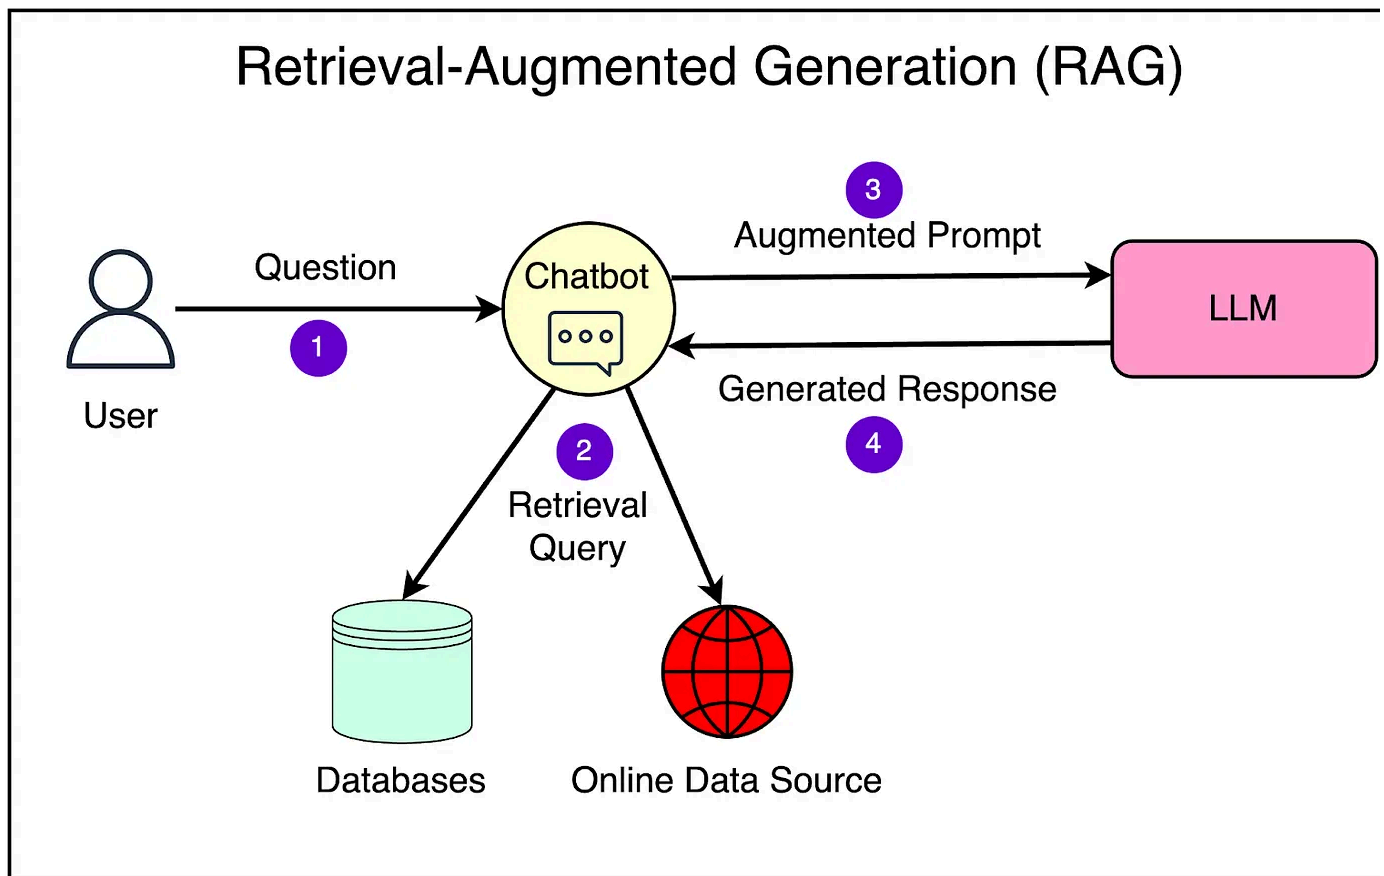 Retrieval-Augmented Generation (RAG)
3
Augmented Prompt
Question
Chatbot
LLM
1
User
Generated Response
4
2
Retrieval
Query
Databases
Online Data Source